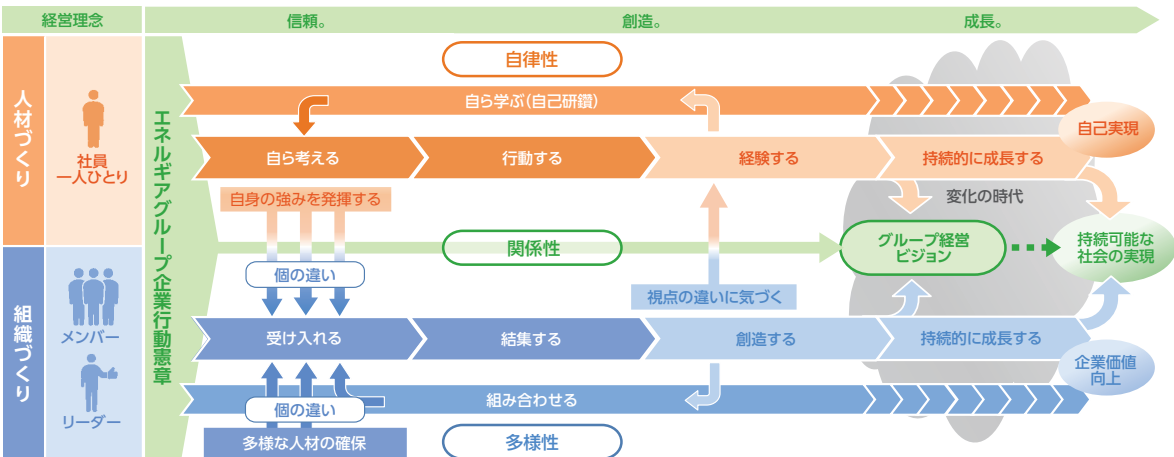 経営理念
信頼。
創造。
成長。
人材づくり
社員
一人ひとり
エネルギアグループ企業行動憲章
自律性
自ら学ぶ(自己研鑽)
自己実現
自ら考える
行動する
経験する
持続的に成長する
自身の強みを発揮する
変化の時代
関係性
グループ経営
ビジョン
持続可能な
社会の実現
個の違い
視点の違いに気づく
組織づくり
メンバー
リーダー
受け入れる
結集する
創造する
持続的に成長する
企業価値
向上
組み合わせる
個の違い
多様な人材の確保
多様性